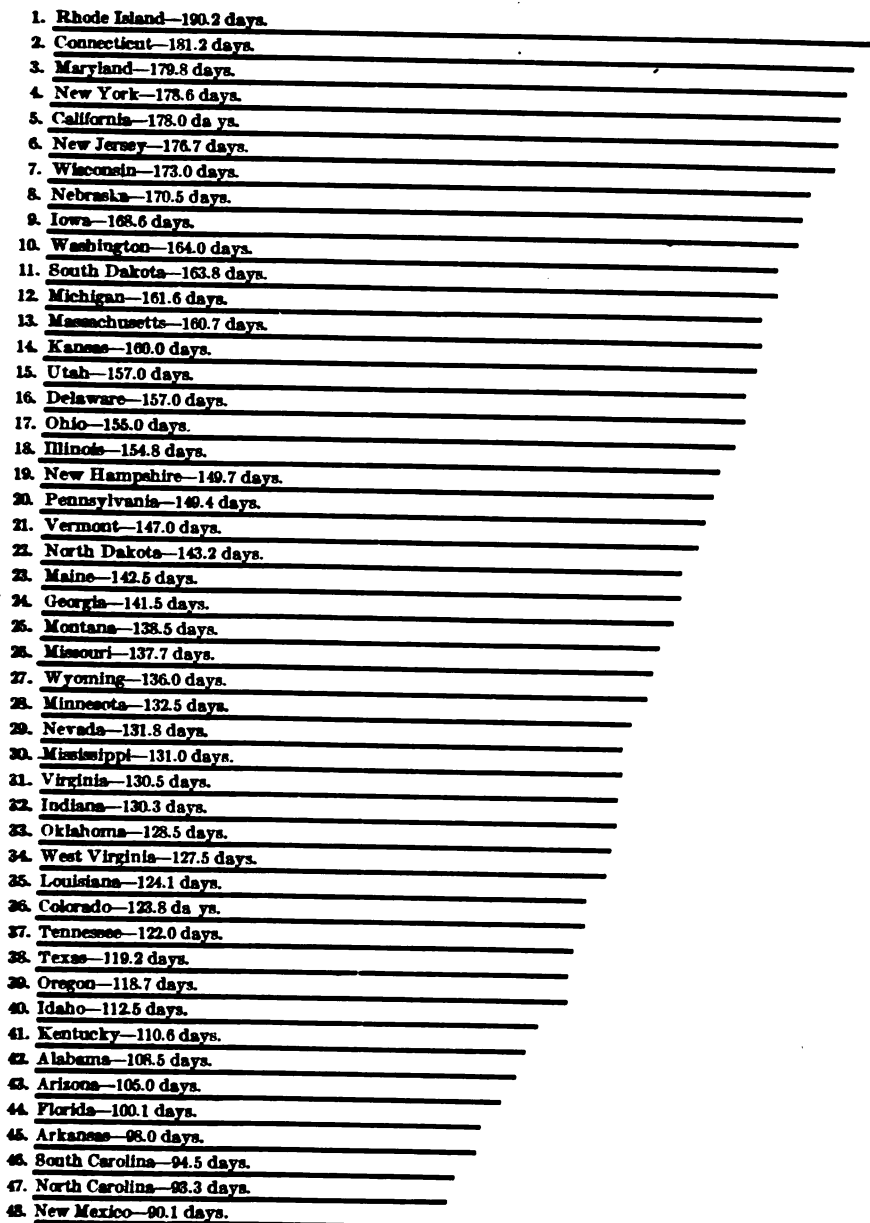 1. Rhode Island—190.2 days.
2. Connecticut—181.2 days.
3. Maryland—179.8 days.
4. New York—178.6 days.
5. California—178.0 da ys.
6. New Jersey—176.7 days.
7. Wisconsin—173.0 days.
8. Nebraska—170.5 days.
9. Iowa—168.6 days.
10. Washington—164.0 days.
11. South Dakota—163.8 days.
12. Michigan—161.6 days.
13. Massachusetts—160.7 days.
14. Kansas—160.0 days.
15. Utah—157.0 days.
16. Delaware—157.0 days.
17. Ohio—155.0 days.
18. Illinois—154.8 days.
19. New Hampshire—149.7 days.
20. Pennsylvania—149.4 days.
21. Vermont—147.0 days.
22. North Dakota—143.2 days.
23. Maine—142.5 days.
24. Georgia—141.5 days.
25. Montana—138.5 days.
26. Missouri—137.7 days.
27. Wyoming—136.0 days.
28. Minnesota—132.5 days.
29. Nevada—131.8 days.
30. Mississippi—131.0 days.
31. Virginia—130.5 days.
32. Indiana—130.3 days.
33. Oklahoma—128.5 days.
34. West Virginia—127.5 days.
35. Louisiana—124.1 days.
36. Colorado—123.8 da ys.
37. Tennessee—122.0 days.
38. Texas—119.2 days.
39. Oregon—118.7 days.
40. Idaho—112.5 days.
41. Kentucky—110.6 days.
42. Alabama—108.5 days.
43. Arizona—105.0 days.
44. Florida—100.1 days.
45. Arkansas—98.0 days.
46. South Carolina—94.5 days.
47. North Carolina—93.3 days.
48. New Mexico—90.1 days.